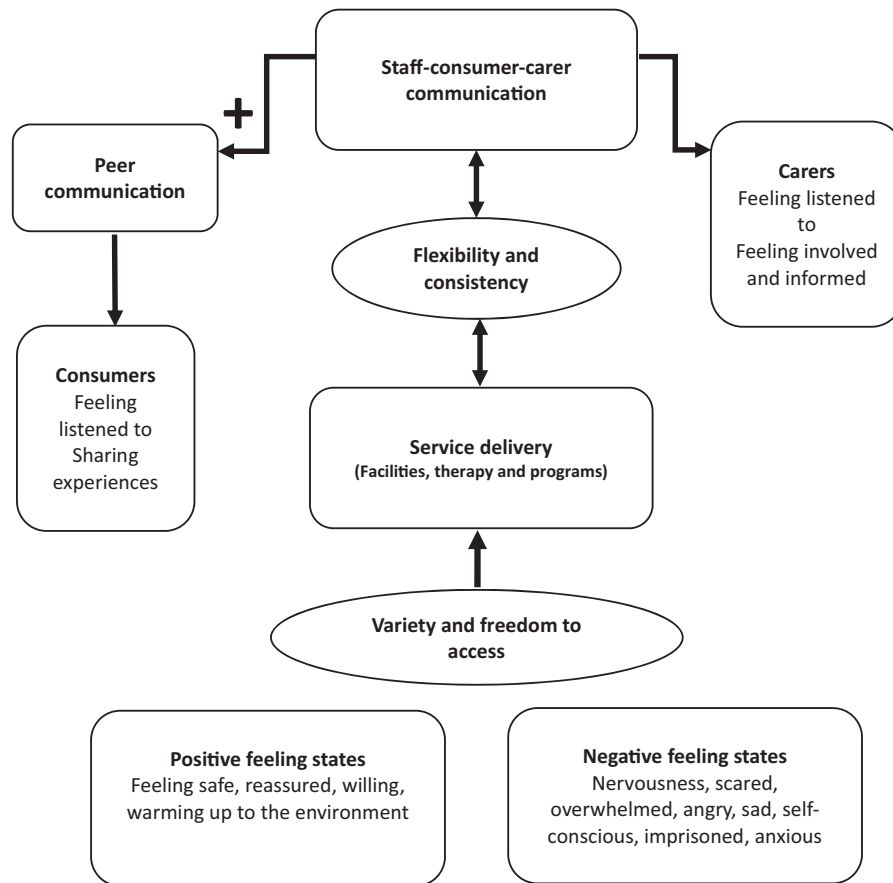 Staff-consumer-carer
communication
+
Peer
communication
Carers
Feeling listened
to
Feeling involved
and informed
Flexibility and
consistency
Consumers
Feeling
listened to
Sharing
experiences
Service delivery
(Facilities, therapy and programs)
Variety and freedom to
access
Positive feeling states
Feeling safe, reassured, willing,
warming up to the environment
Negative feeling states
Nervousness, scared,
overwhelmed, angry, sad, self-
conscious, imprisoned, anxious